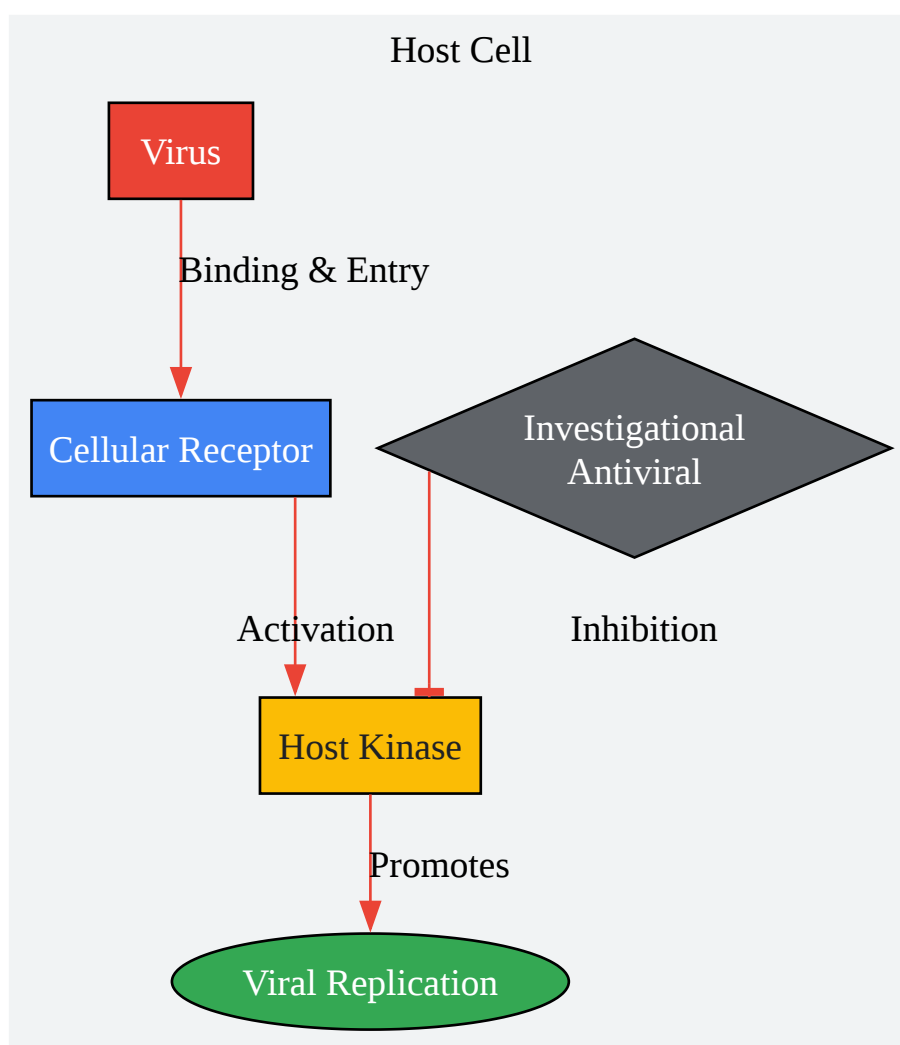 Host Cell
Virus
Binding & Entry
Cellular Receptor
Investigational
Antiviral
Activation
Inhibition
Host Kinase
Promotes
Viral Replication